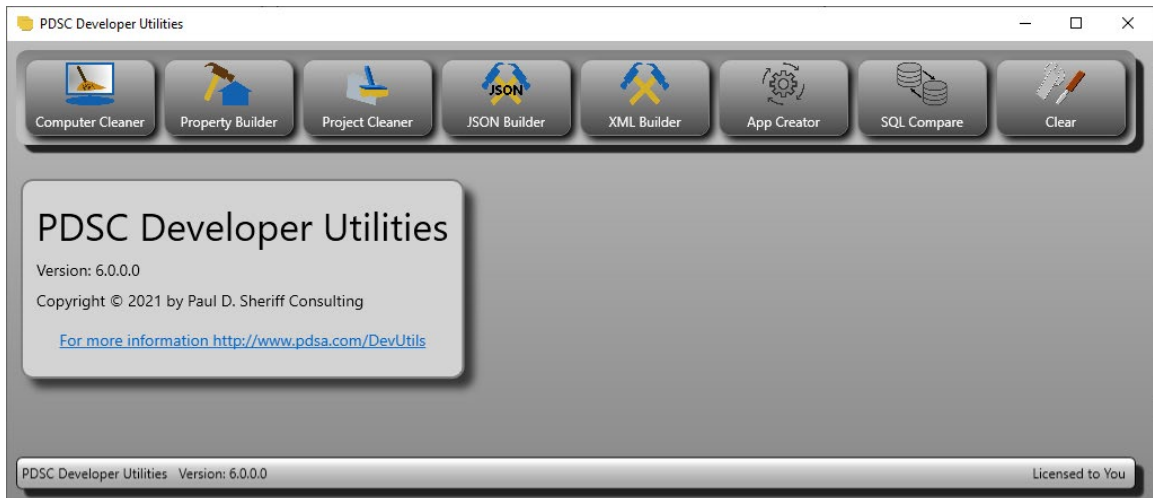 PDSC Developer Utilities
Computer Cleaner
Property Builder
Project Cleaner
JSON
JSON Builder
XML Builder
App Creator
SQL Compare
Clear
PDSC Developer Utilities
Version: 6.0.0.0
Copyright © 2021 by Paul D. Sheriff Consulting
For more information http://www.pdsa.com/DevUtils
PDSC Developer Utilities Version: 6.0.0.0
Licensed to You